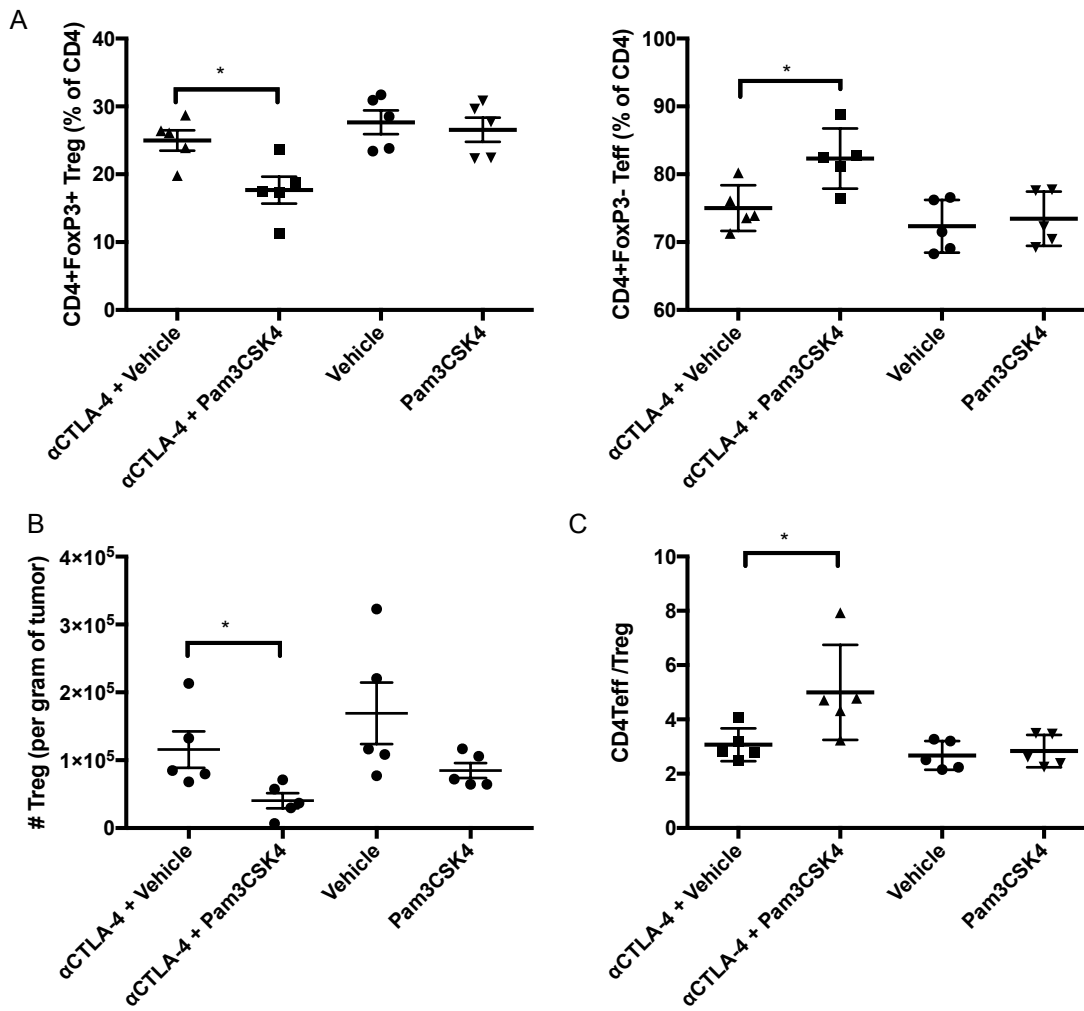 A
CD4+FoxP3+ Treg (% of CD4)
40
30
20
10
0
*
αCTLA-4 + Vehicle
αCTLA-4 + Pam3CSK4
Vehicle
Pam3CSK4
CD4+FoxP3- Teff (% of CD4)
100
90
80
70
60
*
αCTLA-4 + Vehicle
αCTLA-4 + Pam3CSK4
Vehicle
Pam3CSK4
B
# Treg (per gram of tumor)
4×10⁵
3×10⁵
2×10⁵
1×10⁵
0
*
αCTLA-4 + Vehicle
αCTLA-4 + Pam3CSK4
Vehicle
Pam3CSK4
C
CD4Teff /Treg
10
8
6
4
2
0
*
αCTLA-4 + Vehicle
αCTLA-4 + Pam3CSK4
Vehicle
Pam3CSK4